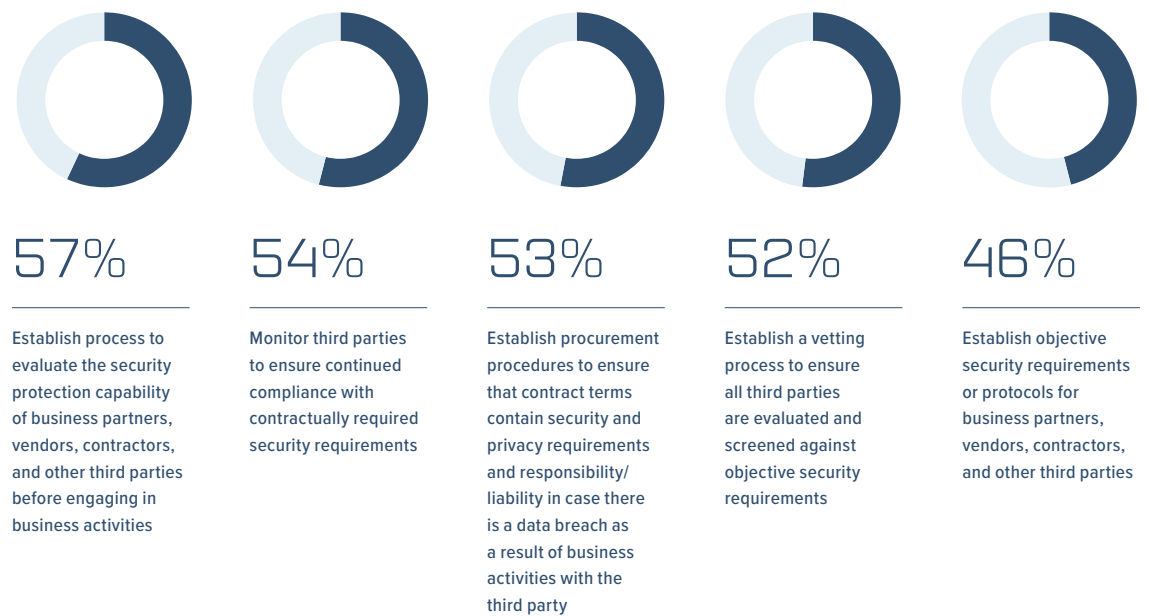 57%
Establish process to
evaluate the security
protection capability
of business partners,
vendors, contractors,
and other third parties
before engaging in
business activities
54%
Monitor third parties
to ensure continued
compliance with
contractually required
security requirements
53%
Establish procurement
procedures to ensure
that contract terms
contain security and
privacy requirements
and responsibility/
liability in case there
is a data breach as
a result of business
activities with the
third party
52%
Establish a vetting
process to ensure
all third parties
are evaluated and
screened against
objective security
requirements
46%
Establish objective
security requirements
or protocols for
business partners,
vendors, contractors,
and other third parties